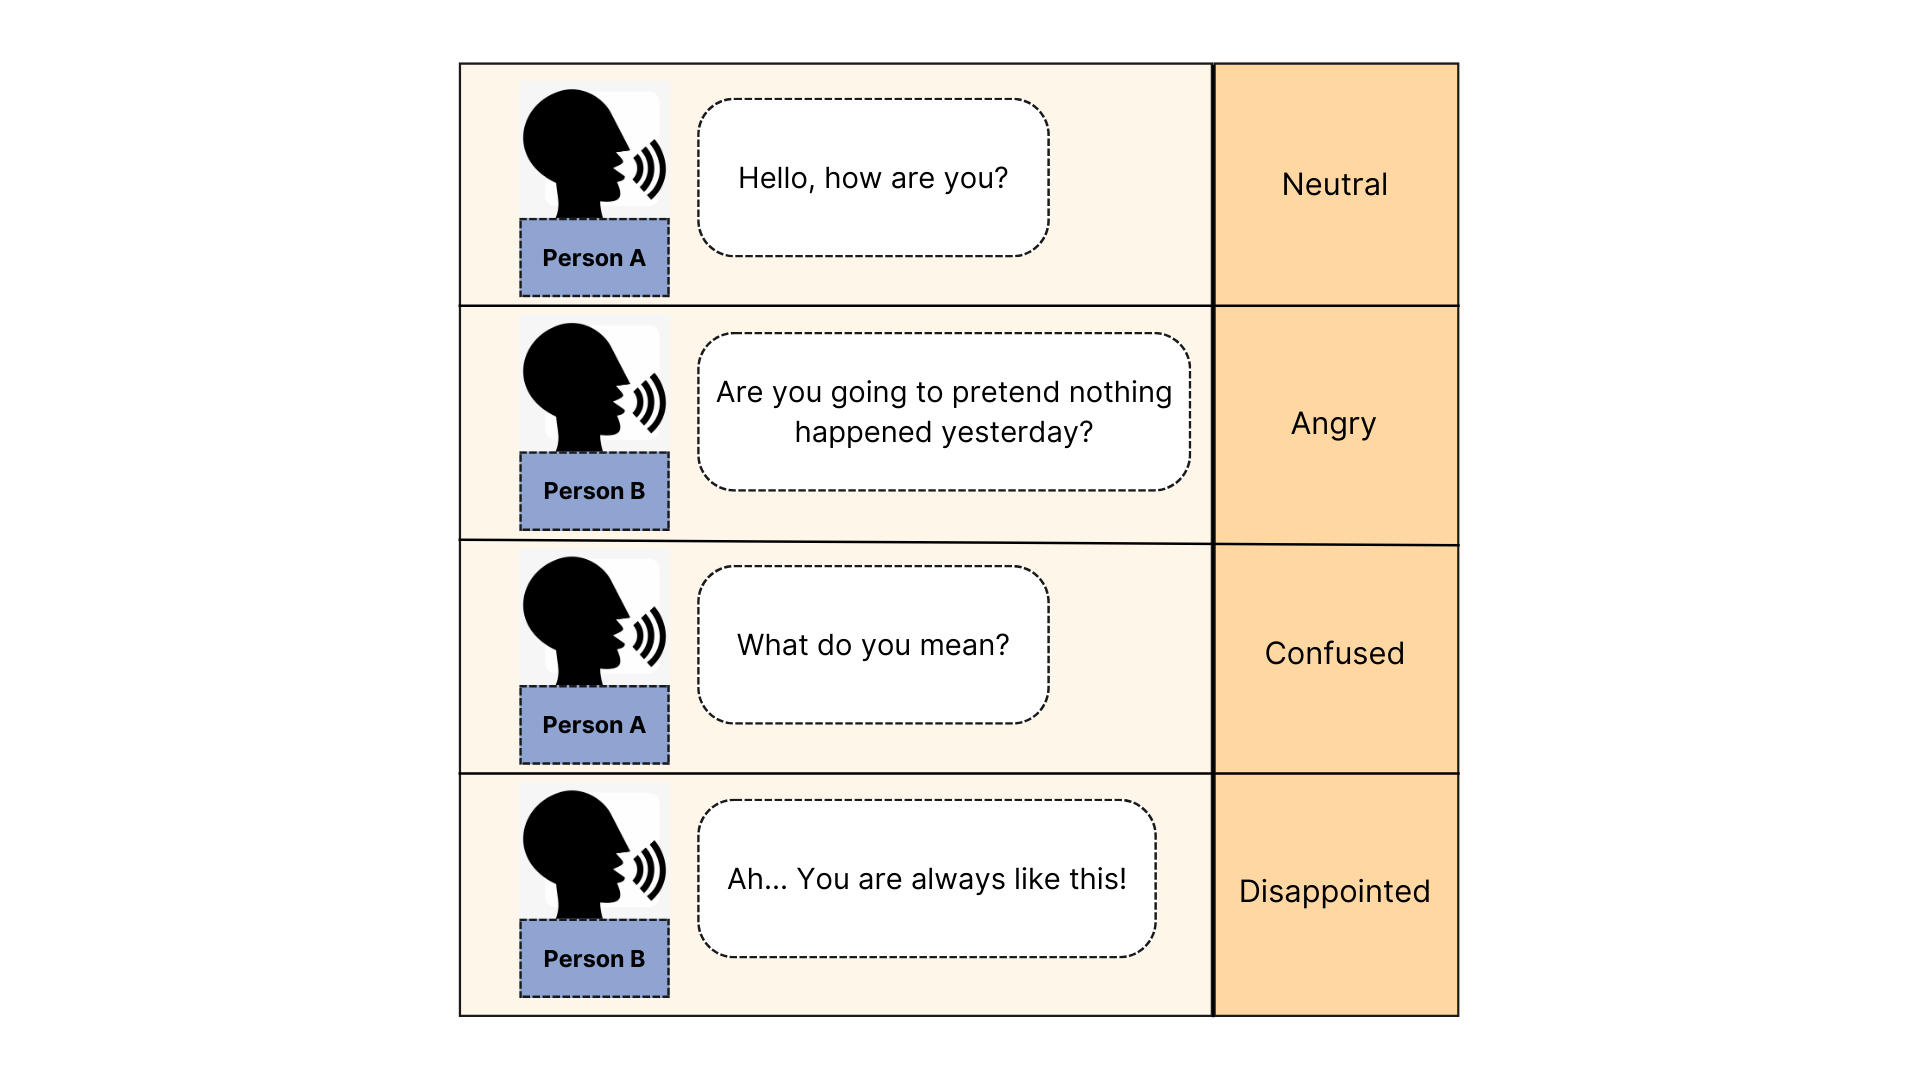 Hello, how are you?
Neutral
Person A
Are you going to pretend nothing
happened yesterday?
Angry
Person B
What do you mean?
Confused
Person A
Ah... You are always like this!
Disappointed
Person B